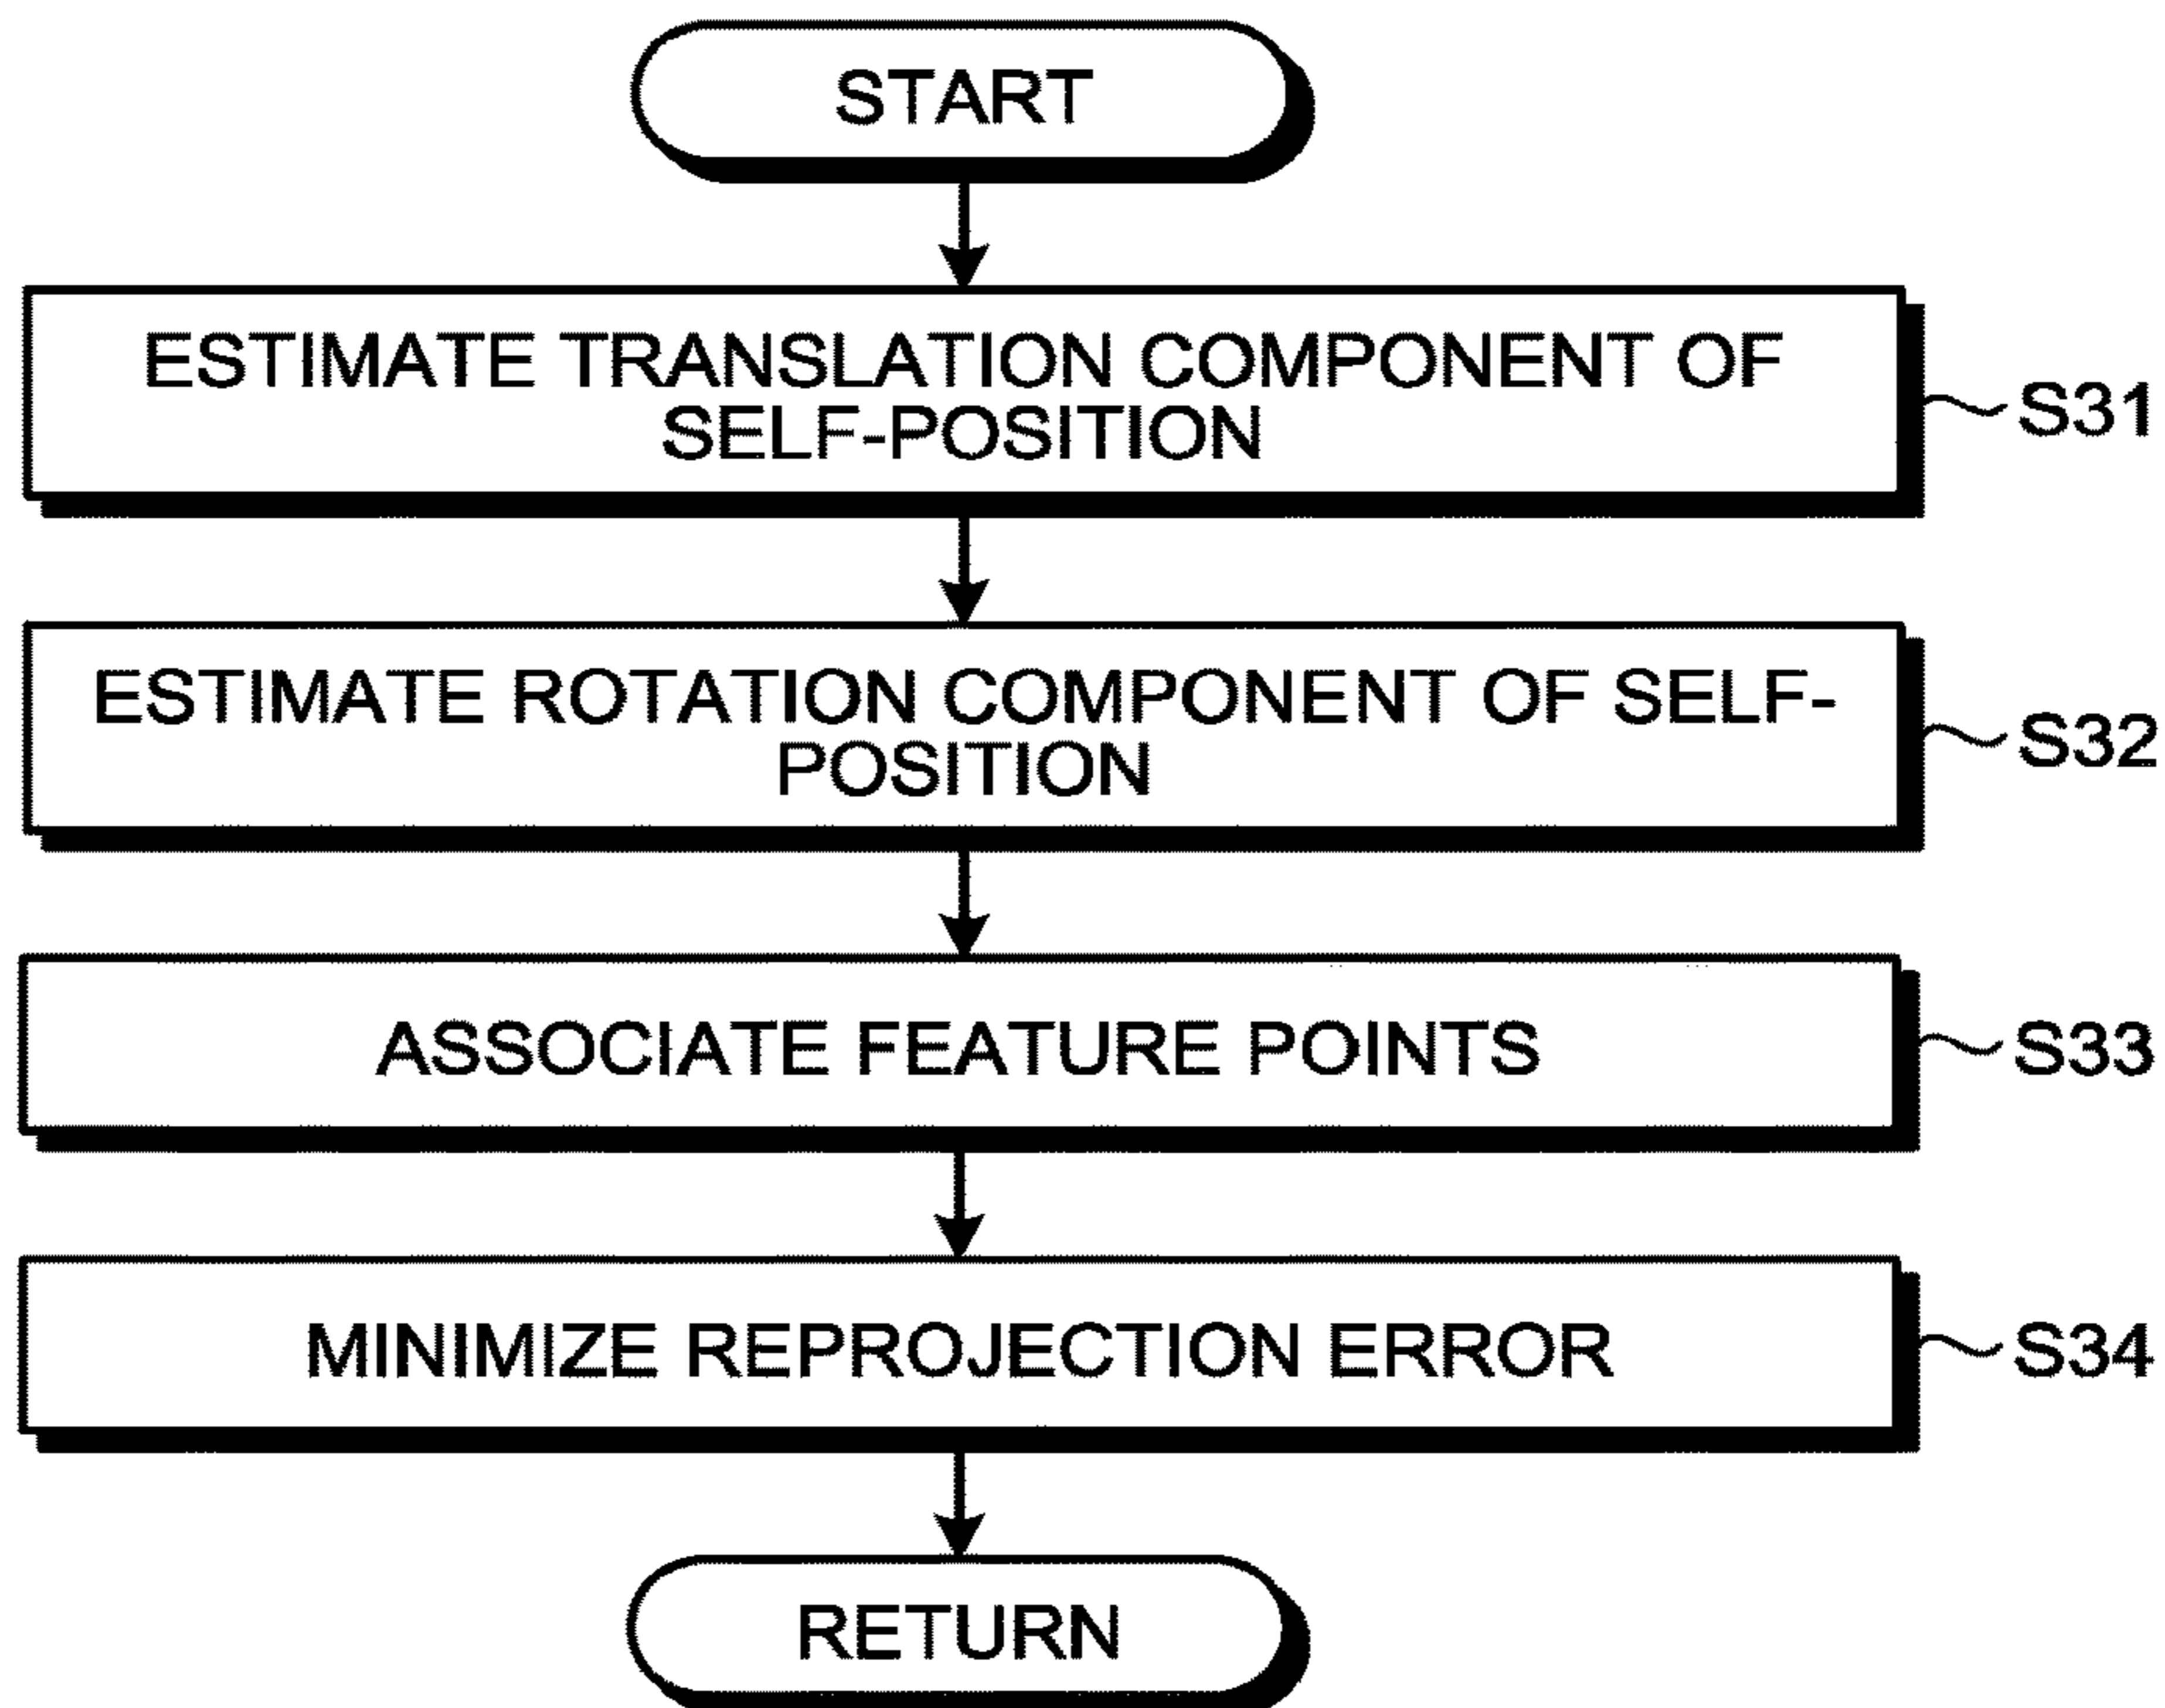 START
ESTIMATE TRANSLATION COMPONENT OF
SELF-POSITION
S31
ESTIMATE ROTATION COMPONENT OF SELF-
POSITION
S32
ASSOCIATE FEATURE POINTS
S33
MINIMIZE REPROJECTION ERROR
S34
RETURN